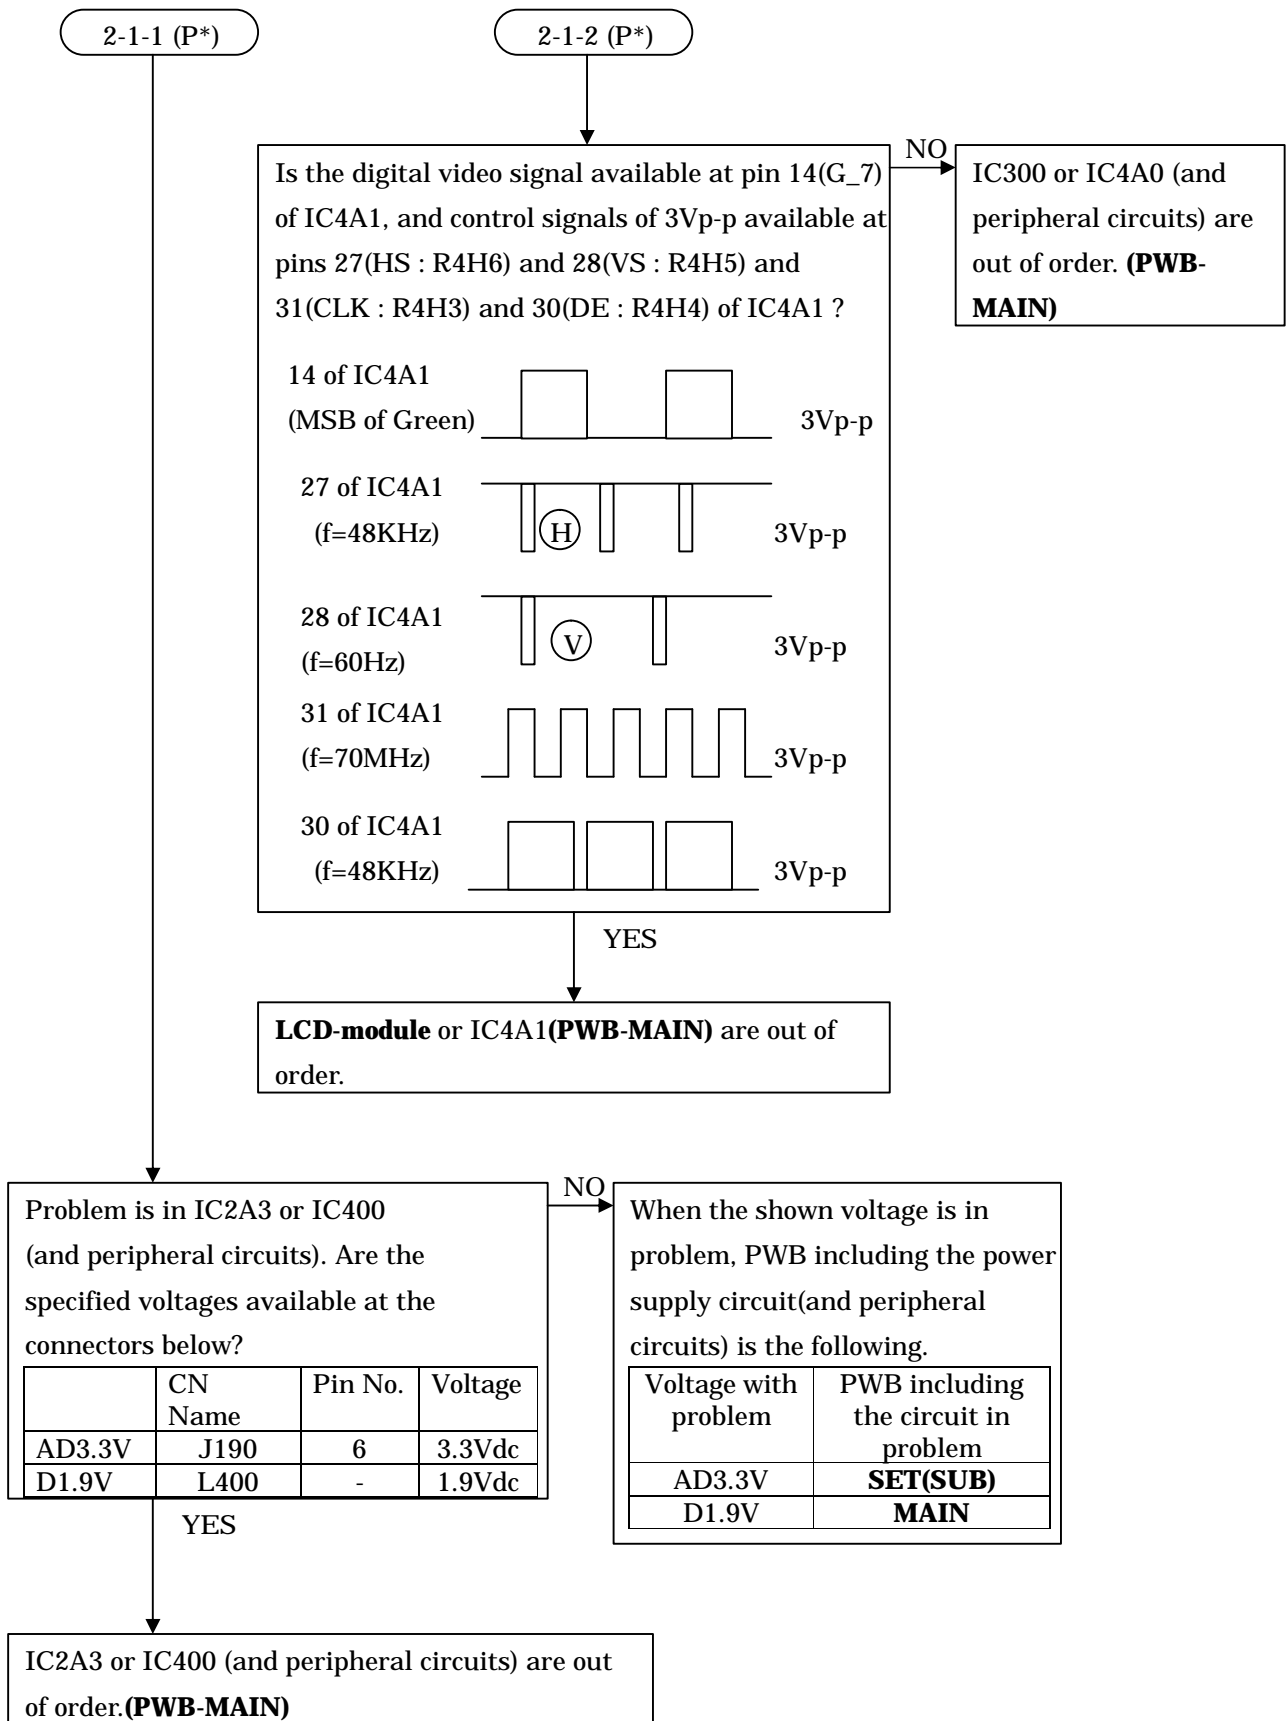 2-1-1 (P*)
2-1-2 (P*)
Is the digital video signal available at pin 14(G_7)
of IC4A1, and control signals of 3Vp-p available at
pins 27(HS : R4H6) and 28(VS : R4H5) and
31(CLK : R4H3) and 30(DE : R4H4) of IC4A1 ?
NO
IC300 or IC4A0 (and
peripheral circuits) are
out of order. (PWB-
MAIN)
14 of IC4A1
(MSB of Green)
3Vp-p
27 of IC4A1
(f=48KHz)
H
3Vp-p
28 of IC4A1
(f=60Hz)
V
3Vp-p
31 of IC4A1
(f=70MHz)
3Vp-p
30 of IC4A1
(f=48KHz)
3Vp-p
YES
LCD-module or IC4A1(PWB-MAIN) are out of
order.
Problem is in IC2A3 or IC400
(and peripheral circuits). Are the
specified voltages available at the
connectors below?
CN
Name
Pin No.
Voltage
AD3.3V J190 6 3.3Vdc
D1.9V L400 - 1.9Vdc
NO
When the shown voltage is in
problem, PWB including the power
supply circuit(and peripheral
circuits) is the following.
Voltage with
problem
PWB including
the circuit in
problem
AD3.3V SET(SUB)
D1.9V MAIN
YES
IC2A3 or IC400 (and peripheral circuits) are out
of order.(PWB-MAIN)